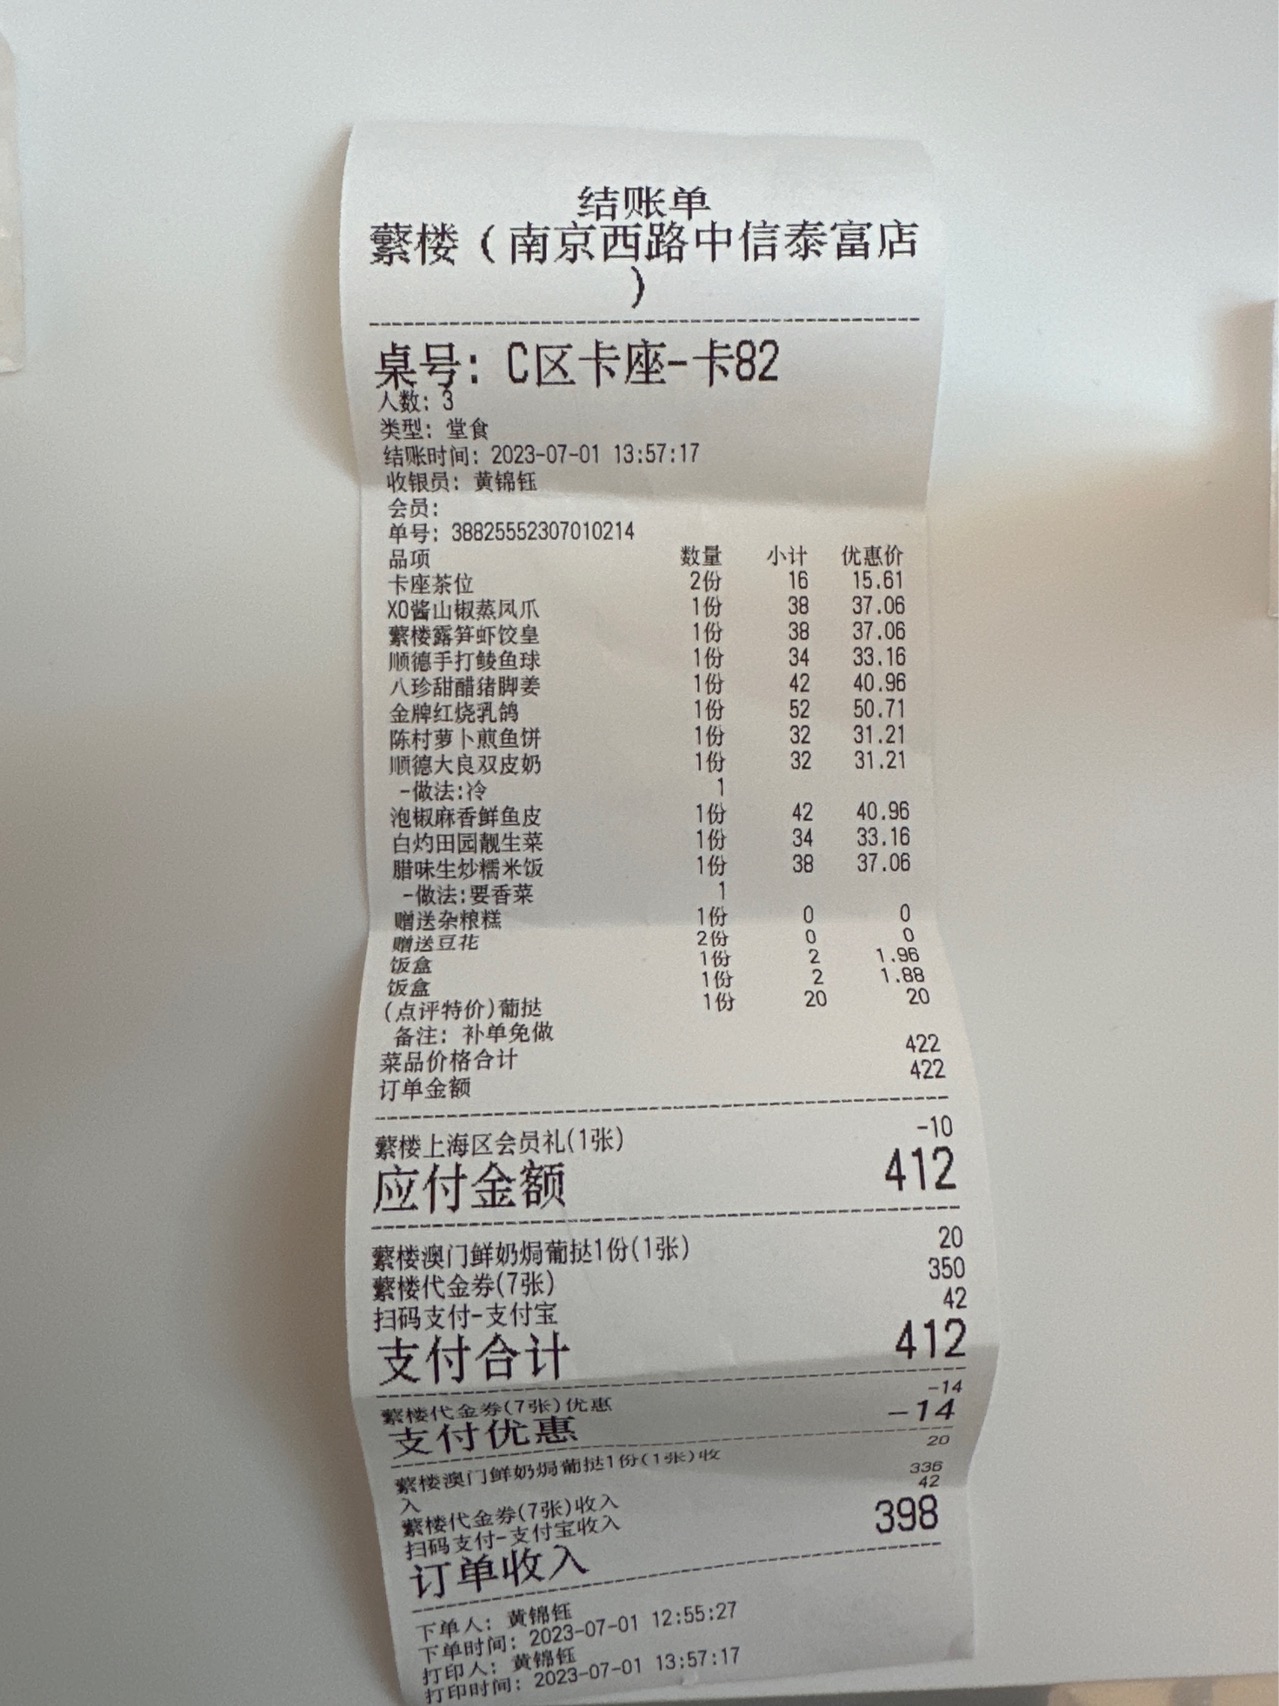 结账单
蘩楼（南京西路中信泰富店
）
桌号: C区卡座-卡82
人数: 3
类型: 堂食
结账时间: 2023-07-01 13:57:17
收银员: 黄锦钰
会员:
单号: 38825552307010214
品项 数量 小计 优惠价
卡座茶位 2份 16 15.61
XO酱山椒蒸凤爪 1份 38 37.06
蘩楼露笋虾饺皇 1份 38 37.06
顺德手打鲮鱼球 1份 34 33.16
八珍甜醋猪脚姜 1份 42 40.96
金牌红烧乳鸽 1份 52 50.71
陈村萝卜煎鱼饼 1份 32 31.21
顺德大良双皮奶 1份 32 31.21
-做法:冷 1
泡椒麻香鲜鱼皮 1份 42 40.96
白灼田园靓生菜 1份 34 33.16
腊味生炒糯米饭 1份 38 37.06
-做法:要香菜 1
赠送杂粮糕 1份 0 0
赠送豆花 2份 0 0
饭盒 1份 2 1.96
饭盒 1份 2 1.88
(点评特价)葡挞 1份 20 20
备注: 补单免做
菜品价格合计 422
订单金额 422
蘩楼上海区会员礼(1张) -10
应付金额 412
蘩楼澳门鲜奶焗葡挞1份(1张) 20
蘩楼代金券(7张) 350
扫码支付-支付宝 42
支付合计 412
蘩楼代金券(7张)优惠 -14
支付优惠 -14
蘩楼澳门鲜奶焗葡挞1份(1张)收 20
入
蘩楼代金券(7张)收入 336
扫码支付-支付宝收入 42
订单收入 398
下单人: 黄锦钰
下单时间: 2023-07-01 12:55:27
打印人: 黄锦钰
打印时间: 2023-07-01 13:57:17